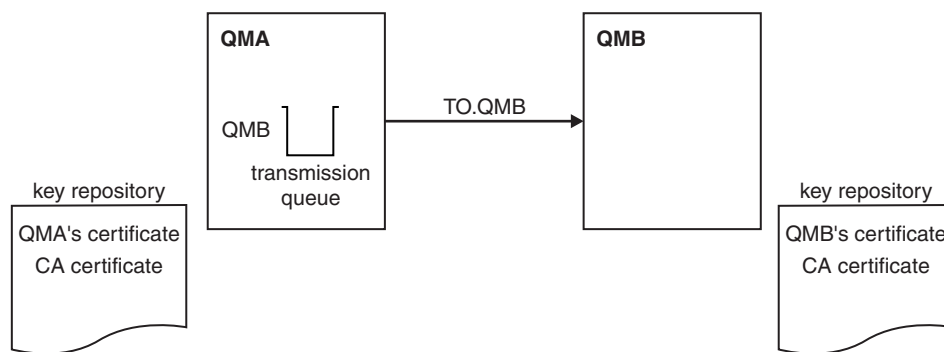 QMA
QMB
QMB
TO.QMB
transmission
queue
key repository
QMA's certificate
CA certificate
key repository
QMB's certificate
CA certificate